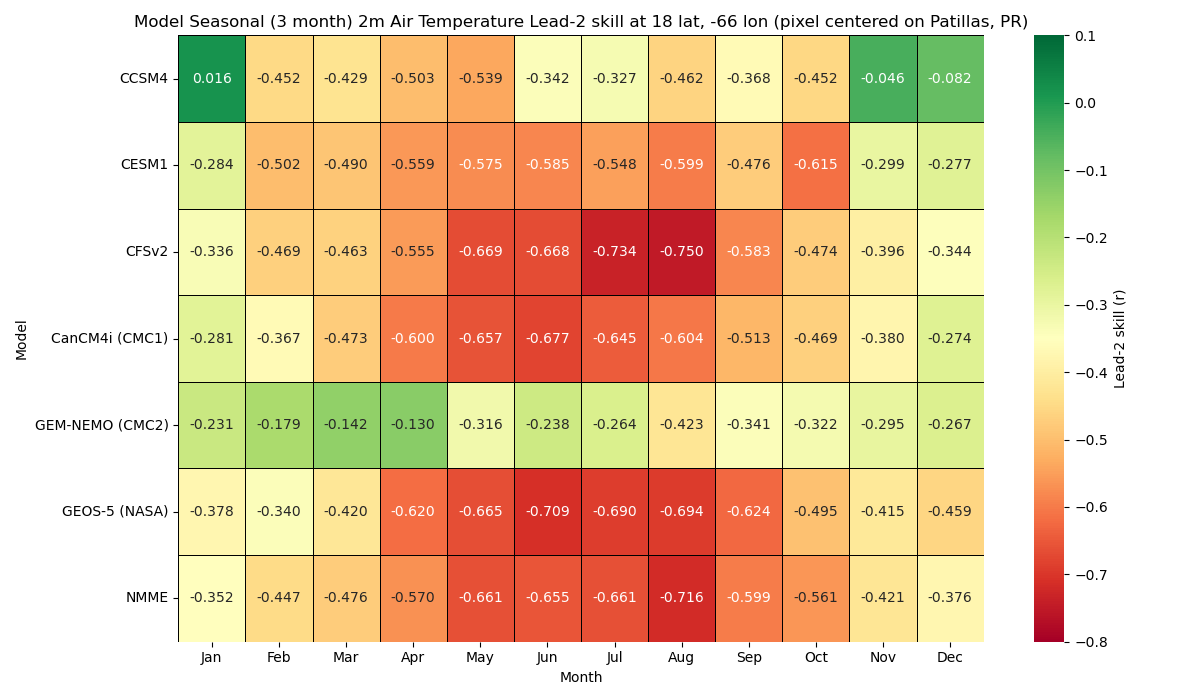 Model Seasonal (3 month) 2m Air Temperature Lead-2 skill at 18 lat, -66 lon (pixel centered on Patillas, PR)
CCSM4 0.016 -0.452 -0.429 -0.503 -0.539 -0.342 -0.327 -0.462 -0.368 -0.452 -0.046 -0.082
CESM1 -0.284 -0.502 -0.490 -0.559 -0.575 -0.585 -0.548 -0.599 -0.476 -0.615 -0.299 -0.277
CFSv2 -0.336 -0.469 -0.463 -0.555 -0.669 -0.668 -0.734 -0.750 -0.583 -0.474 -0.396 -0.344
CanCM4i (CMC1) -0.281 -0.367 -0.473 -0.600 -0.657 -0.677 -0.645 -0.604 -0.513 -0.469 -0.380 -0.274
GEM-NEMO (CMC2) -0.231 -0.179 -0.142 -0.130 -0.316 -0.238 -0.264 -0.423 -0.341 -0.322 -0.295 -0.267
GEOS-5 (NASA) -0.378 -0.340 -0.420 -0.620 -0.665 -0.709 -0.690 -0.694 -0.624 -0.495 -0.415 -0.459
NMME -0.352 -0.447 -0.476 -0.570 -0.661 -0.655 -0.661 -0.716 -0.599 -0.561 -0.421 -0.376
Jan Feb Mar Apr May Jun Jul Aug Sep Oct Nov Dec
Month
Model
0.1
0.0
−0.1
−0.2
−0.3
−0.4
−0.5
−0.6
−0.7
−0.8
Lead-2 skill (r)